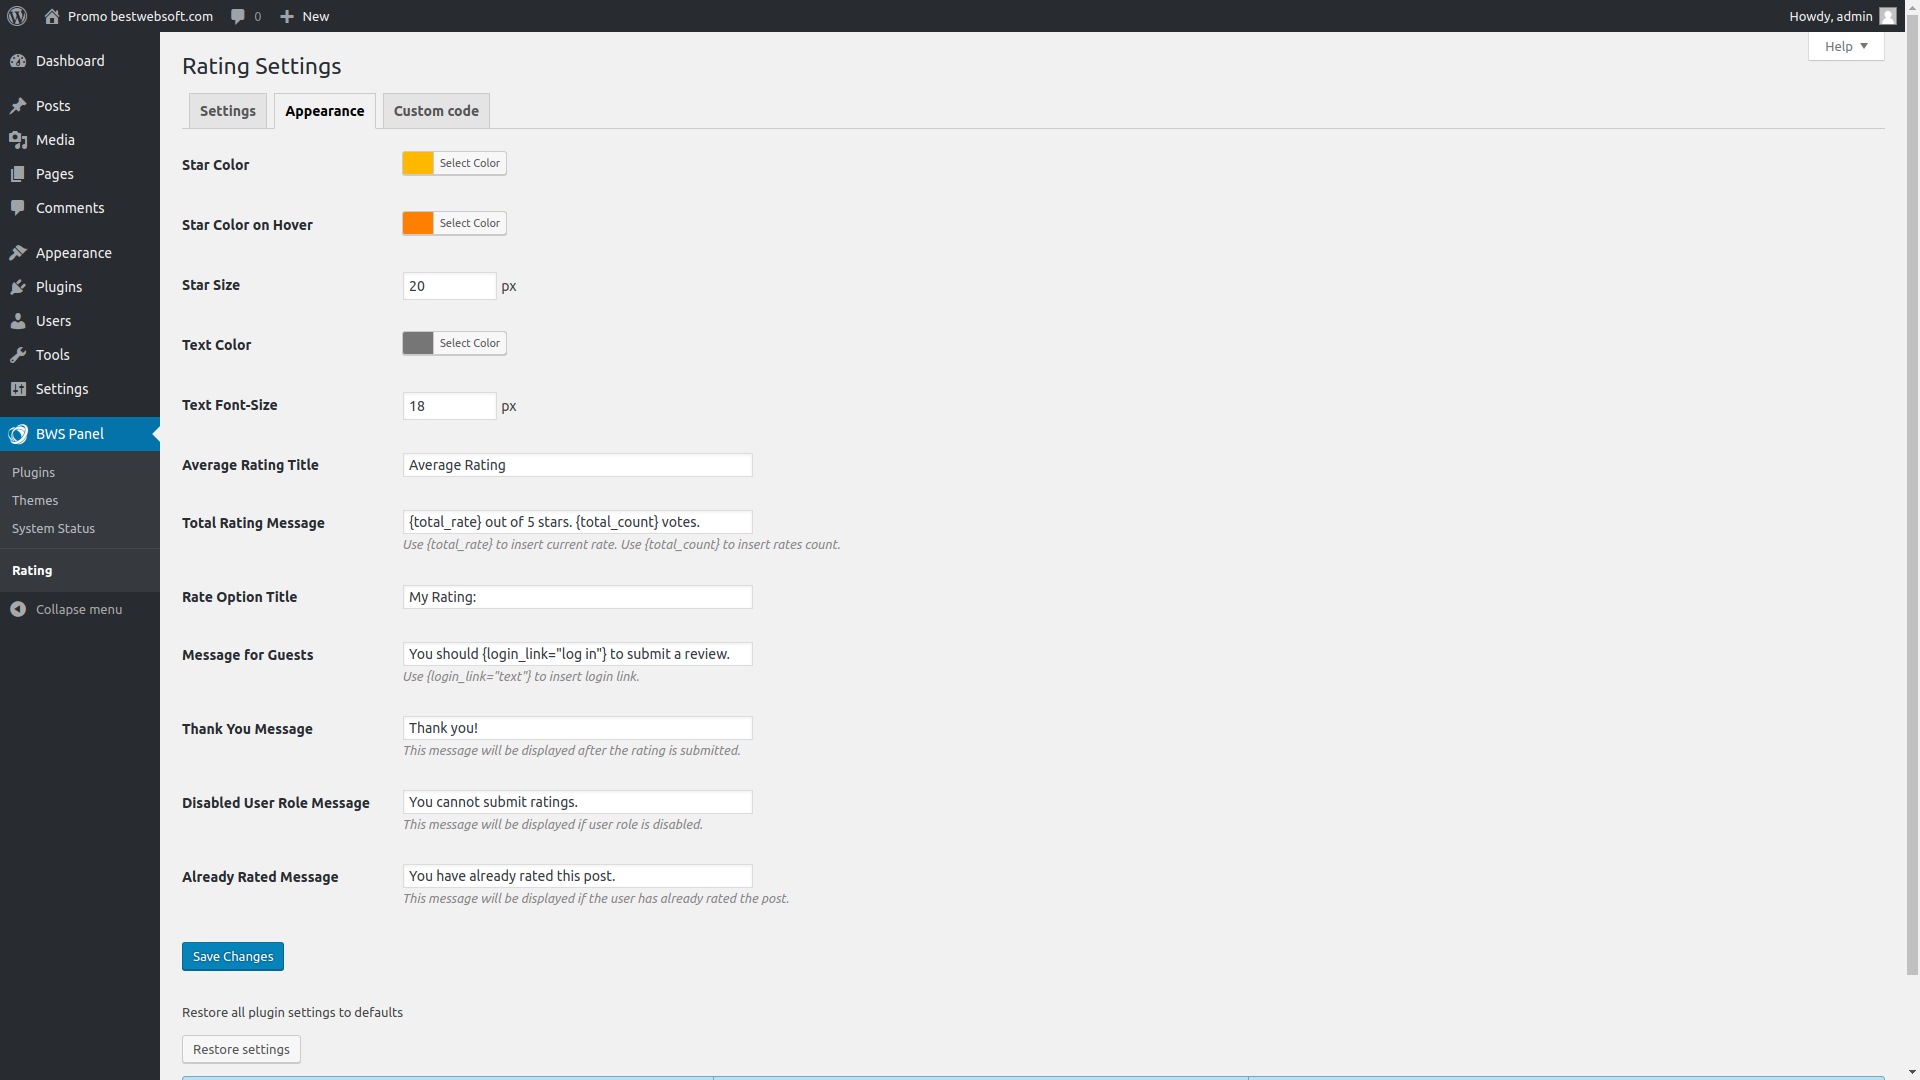 Promo bestwebsoft.com 0 New Howdy, admin
Help
Dashboard
Posts
Media
Pages
Comments
Appearance
Plugins
Users
Tools
Settings
BWS Panel
Plugins
Themes
System Status
Rating
Collapse menu
Rating Settings
Settings Appearance Custom code
Star Color Select Color
Star Color on Hover Select Color
Star Size 20 px
Text Color Select Color
Text Font-Size 18 px
Average Rating Title Average Rating
Total Rating Message {total_rate} out of 5 stars. {total_count} votes.
Use {total_rate} to insert current rate. Use {total_count} to insert rates count.
Rate Option Title My Rating:
Message for Guests You should {login_link="log in"} to submit a review.
Use {login_link="text"} to insert login link.
Thank You Message Thank you!
This message will be displayed after the rating is submitted.
Disabled User Role Message You cannot submit ratings.
This message will be displayed if user role is disabled.
Already Rated Message You have already rated this post.
This message will be displayed if the user has already rated the post.
Save Changes
Restore all plugin settings to defaults
Restore settings